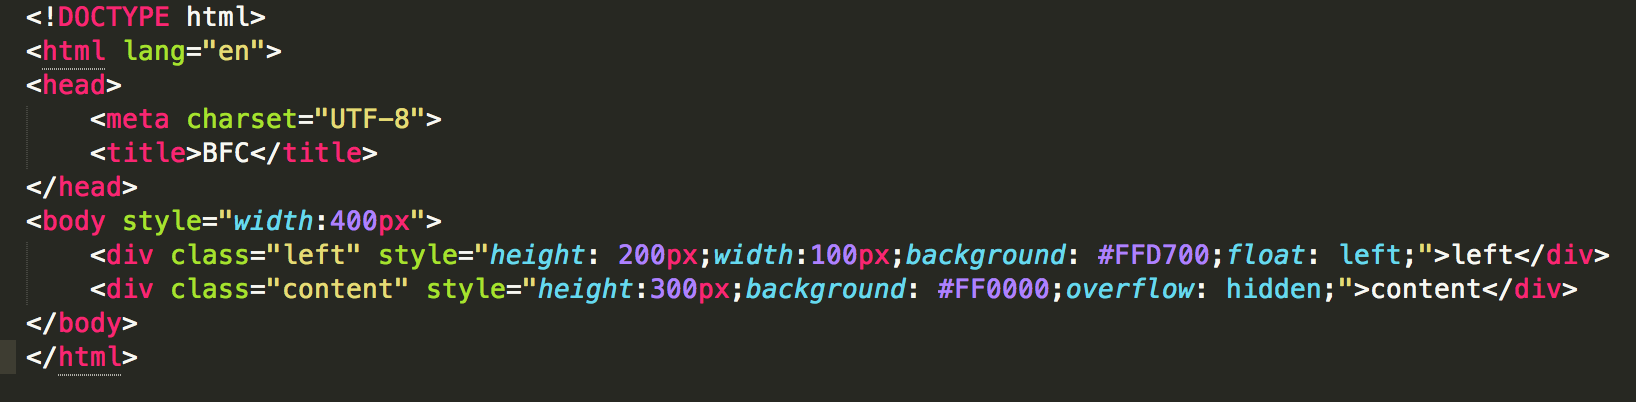 <!DOCTYPE html>
<html lang="en">
<head>
    <meta charset="UTF-8">
    <title>BFC</title>
</head>
<body style="width:400px">
    <div class="left" style="height: 200px;width:100px;background: #FFD700;float: left;">left</div>
    <div class="content" style="height:300px;background: #FF0000;overflow: hidden;">content</div>
</body>
</html>